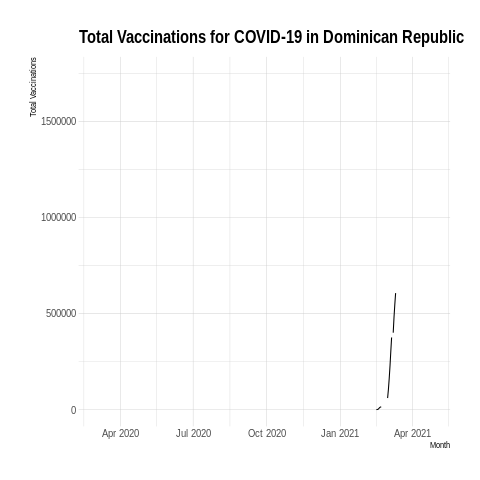 Total Vaccinations for COVID-19 in Dominican Republic
Total Vaccinations
1500000
1000000
500000
0
Apr 2020
Jul 2020
Oct 2020
Jan 2021
Apr 2021
Month